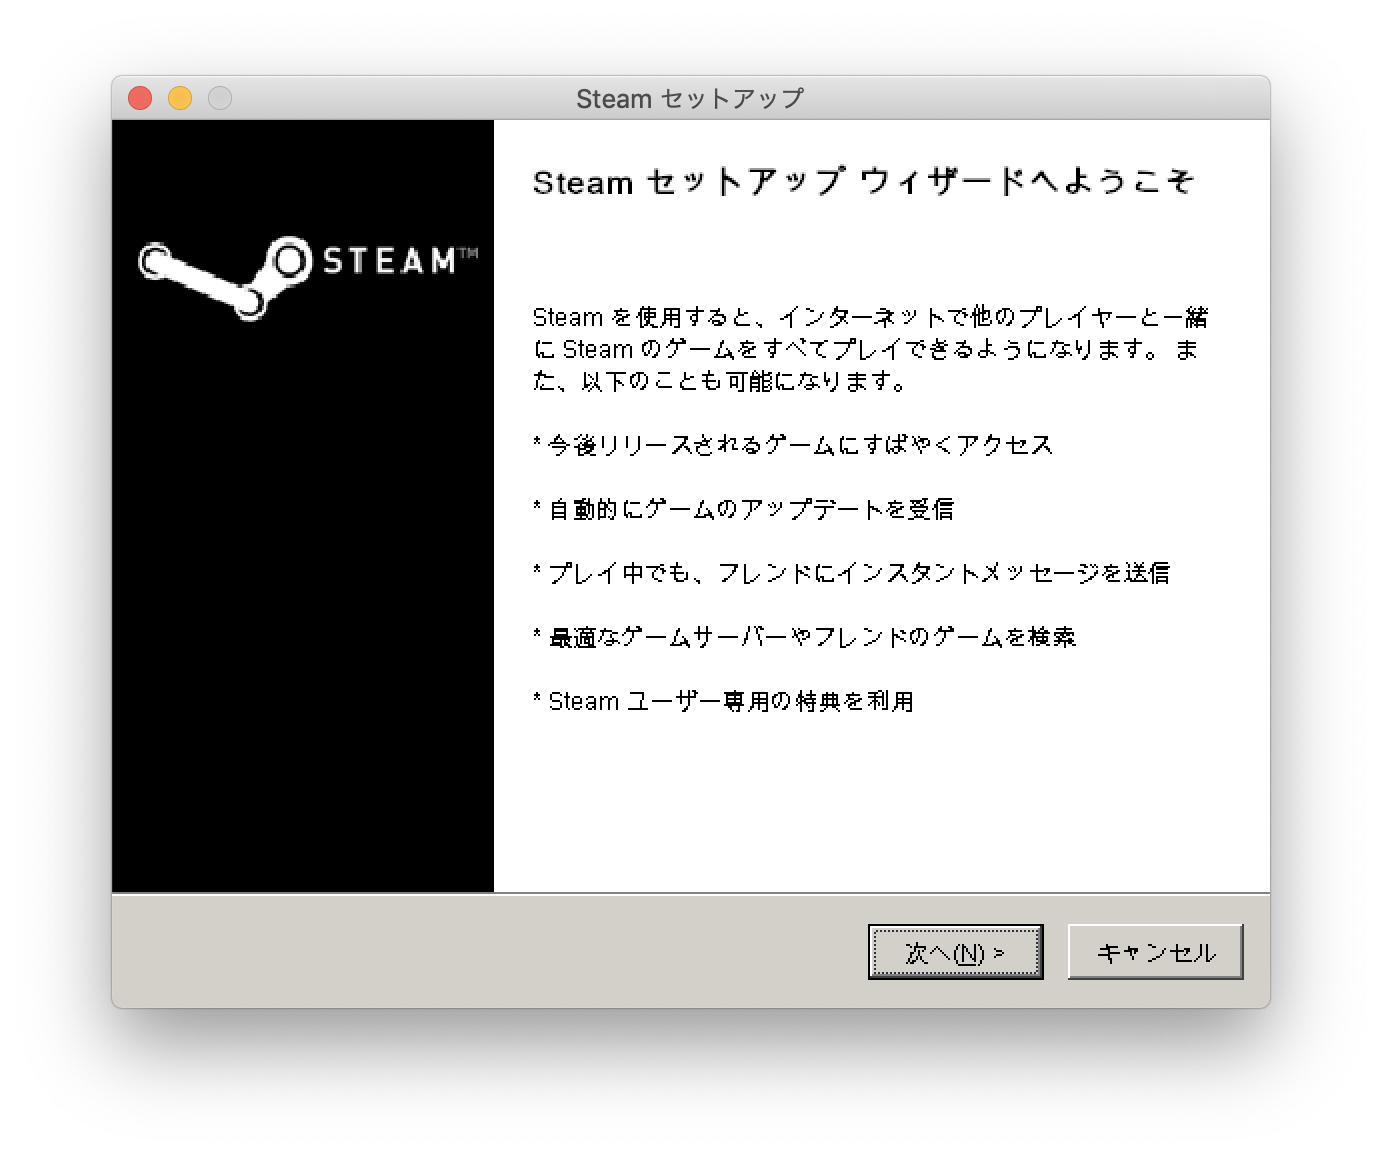 Steam セットアップ
STEAM™
Steam セットアップ ウィザードへようこそ
Steam を使用すると、インターネットで他のプレイヤーと一緒
に Steam のゲームをすべてプレイできるようになります。 ま
た、以下のことも可能になります。
* 今後リリースされるゲームにすばやくアクセス
* 自動的にゲームのアップデートを受信
* プレイ中でも、フレンドにインスタントメッセージを送信
* 最適なゲームサーバーやフレンドのゲームを検索
* Steam ユーザー専用の特典を利用
次へ(N) >
キャンセル